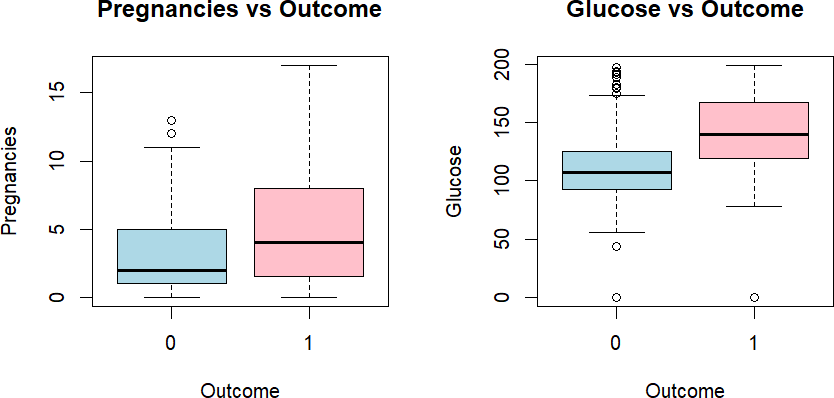 Pregnancies vs Outcome
Pregnancies
15
10
5
0
0 1
Outcome
Glucose vs Outcome
Glucose
200
150
100
50
0
0 1
Outcome